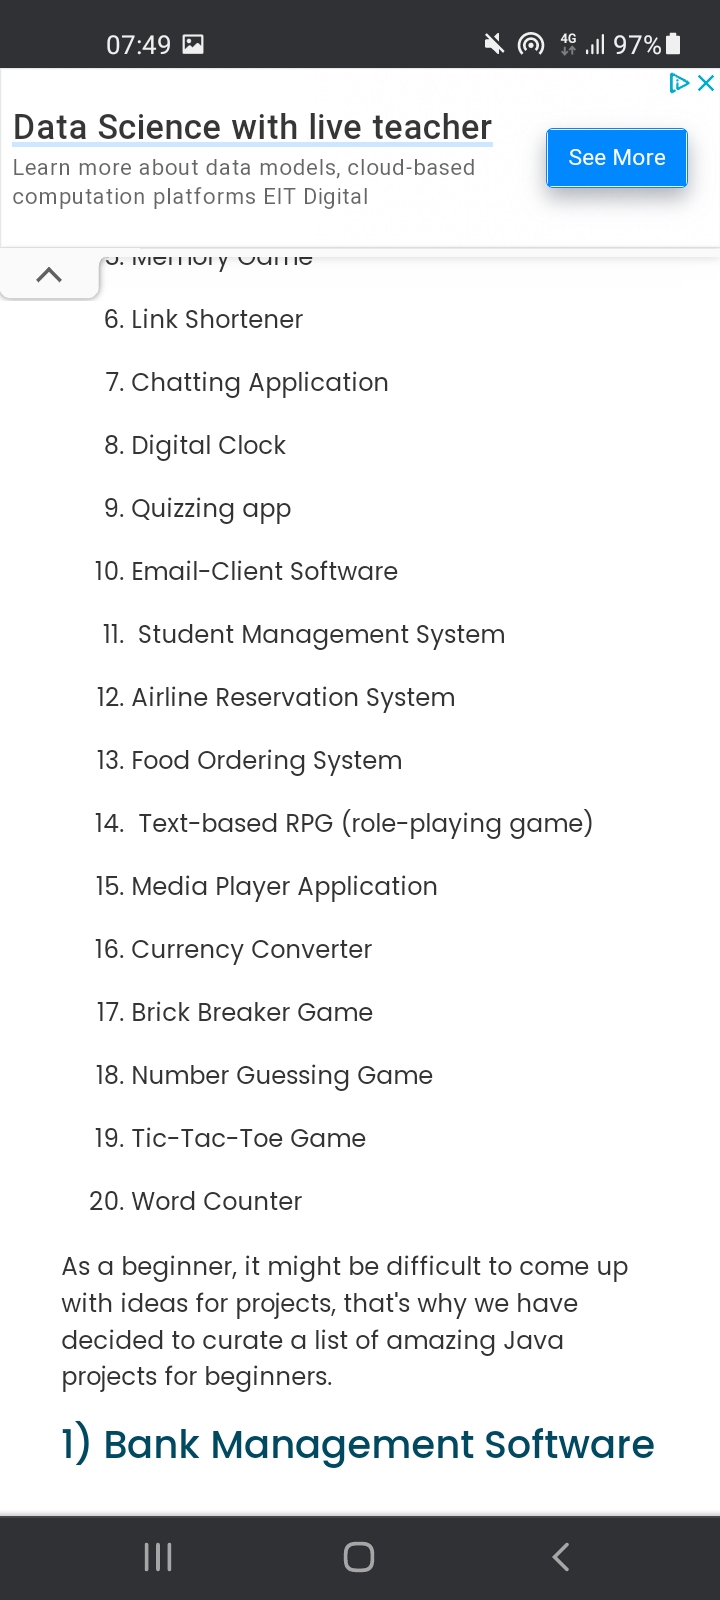 07:49
4G
97%
Data Science with live teacher
Learn more about data models, cloud-based
computation platforms EIT Digital
See More
5. Memory Game
6. Link Shortener
7. Chatting Application
8. Digital Clock
9. Quizzing app
10. Email-Client Software
11. Student Management System
12. Airline Reservation System
13. Food Ordering System
14. Text-based RPG (role-playing game)
15. Media Player Application
16. Currency Converter
17. Brick Breaker Game
18. Number Guessing Game
19. Tic-Tac-Toe Game
20. Word Counter
As a beginner, it might be difficult to come up
with ideas for projects, that's why we have
decided to curate a list of amazing Java
projects for beginners.
1) Bank Management Software